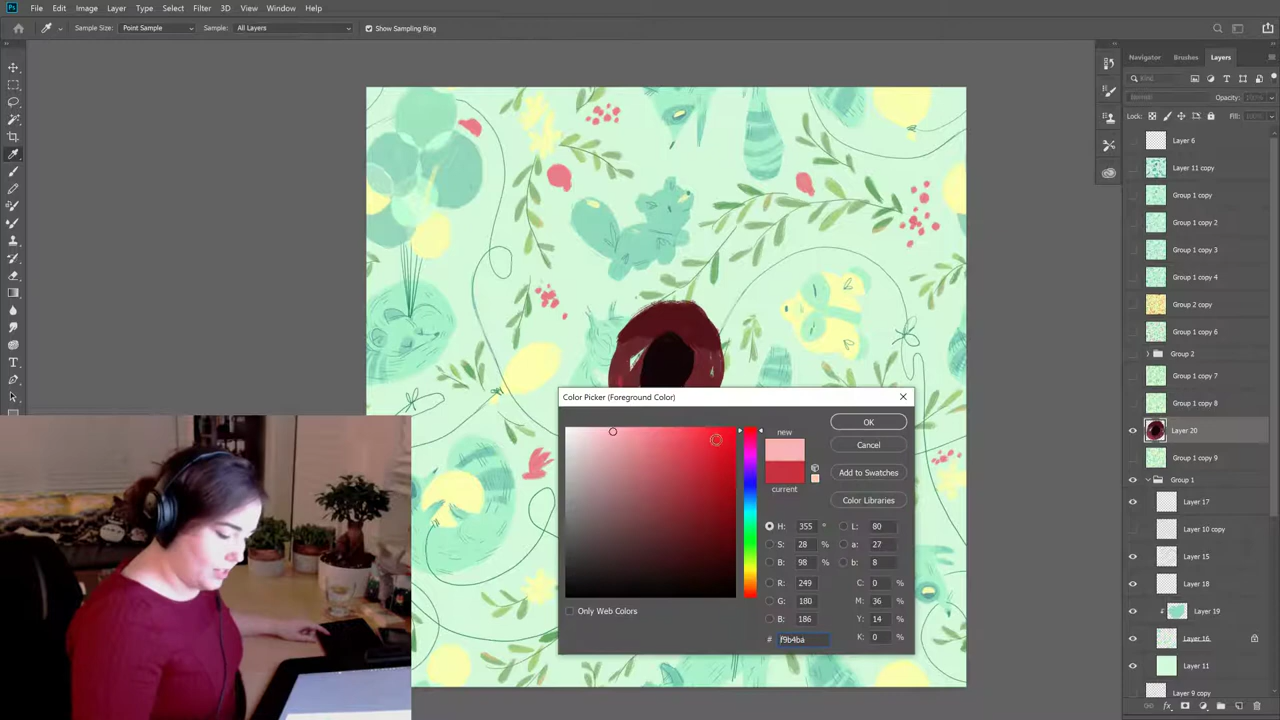 Ps File Edit Image Layer Type Select Filter 3D View Window Help
Sample Size: Point Sample Sample: All Layers Show Sampling Ring
Navigator Brushes Layers
Kind
Normal Opacity: 100%
Lock: Fill: 100%
Layer 6
Layer 11 copy
Group 1 copy
Group 1 copy 2
Group 1 copy 3
Group 1 copy 4
Group 2 copy
Group 1 copy 6
Group 2
Group 1 copy 7
Group 1 copy 8
Layer 20
Group 1 copy 9
Group 1
Layer 17
Layer 10 copy
Layer 15
Layer 18
Layer 19
Layer 16
Layer 11
Layer 9 copy
fx
Color Picker (Foreground Color)
new
current
OK
Cancel
Add to Swatches
Color Libraries
H: 355 ° L: 80
S: 28 % a: 27
B: 98 % b: 8
R: 249 C: 0 %
G: 180 M: 36 %
B: 186 Y: 14 %
# f9b4ba K: 0 %
Only Web Colors